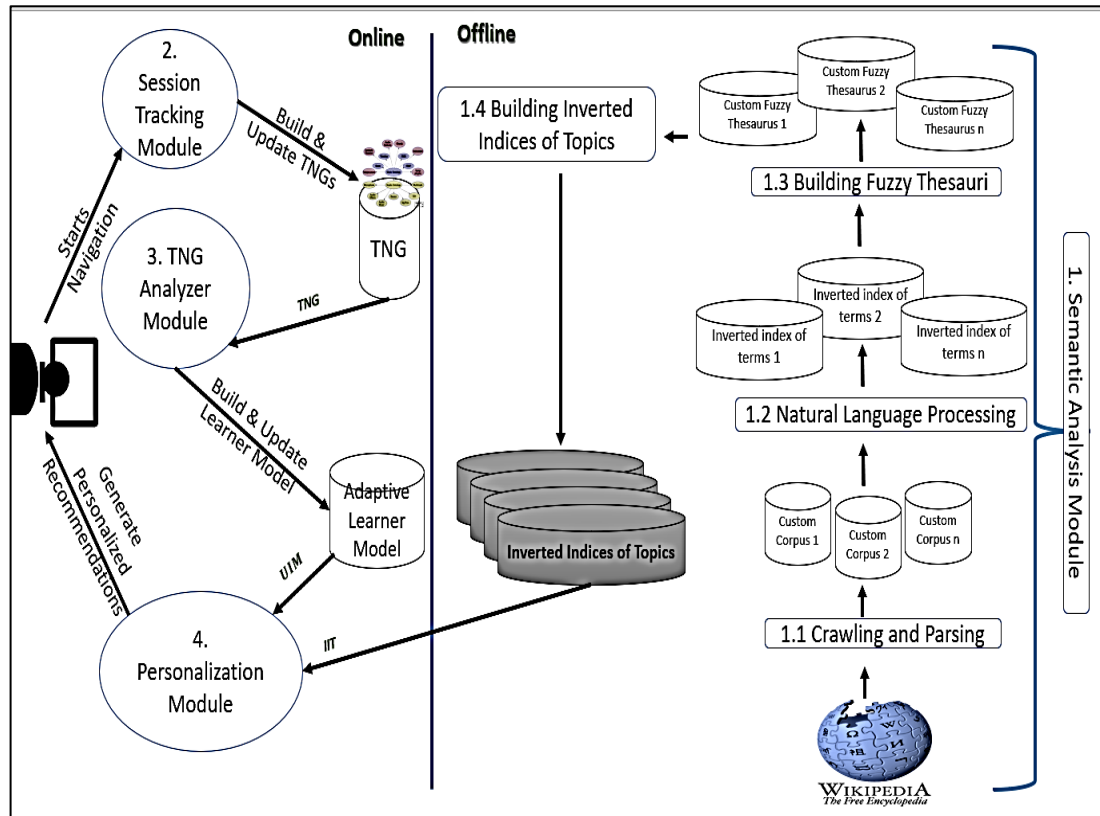 Online
Offline
2.
Session
Tracking
Module
Build &
Update TNGs
TNG
Starts
Navigation
3. TNG
Analyzer
Module
TNG
Build & Update
Learner Model
Adaptive
Learner
Model
UIM
Generate
Personalized
Recommendations
4.
Personalization
Module
IIT
1.4 Building Inverted
Indices of Topics
Inverted Indices of Topics
Custom Fuzzy
Thesaurus 1
Custom Fuzzy
Thesaurus 2
Custom Fuzzy
Thesaurus n
1.3 Building Fuzzy Thesauri
Inverted index of
terms 1
Inverted index of
terms 2
Inverted index of
terms n
1.2 Natural Language Processing
Custom
Corpus 1
Custom
Corpus 2
Custom
Corpus n
1.1 Crawling and Parsing
WIKIPEDIA
The Free Encyclopedia
1. Semantic Analysis Module